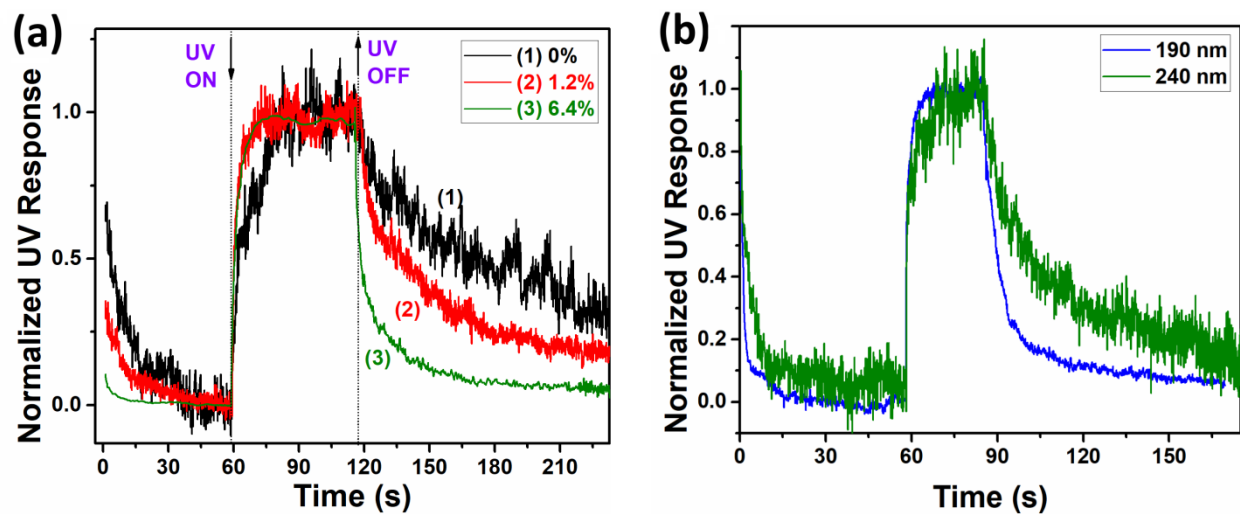 (a)
Normalized UV Response
1.0
0.5
0.0
UV
ON
UV
OFF
(1) 0%
(2) 1.2%
(3) 6.4%
(1)
(2)
(3)
0 30 60 90 120 150 180 210
Time (s)
(b)
Normalized UV Response
1.0
0.8
0.6
0.4
0.2
0.0
190 nm
240 nm
0 30 60 90 120 150
Time (s)